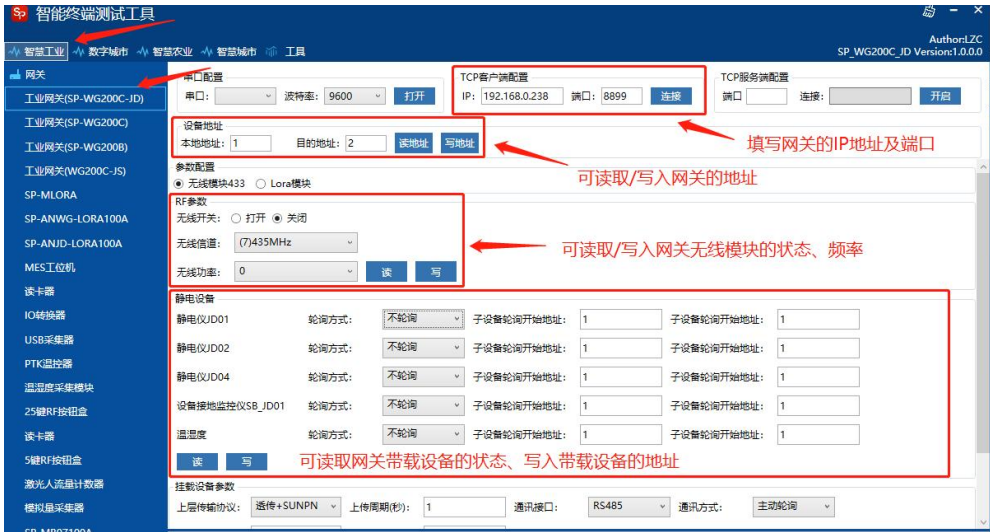 SP 智能终端测试工具
智慧工业 数字城市 智慧农业 智慧城市 工具
Author:LZC
SP_WG200C_JD Version:1.0.0.0
网关
工业网关(SP-WG200C-JD)
工业网关(SP-WG200C)
工业网关(SP-WG200B)
工业网关(WG200C-JS)
SP-MLORA
SP-ANWG-LORA100A
SP-ANJD-LORA100A
MES工位机
读卡器
IO转换器
USB采集器
PTK温控器
温湿度采集模块
25键RF按钮盒
读卡器
5键RF按钮盒
激光人流量计数器
模拟量采集器
SP-MR07100A
串口配置
串口: 波特率: 9600 打开
TCP客户端配置
IP: 192.168.0.238 端口: 8899 连接
TCP服务端配置
端口 连接: 开启
设备地址
本地地址: 1 目的地址: 2 读地址 写地址
填写网关的IP地址及端口
可读取/写入网关的地址
参数配置
无线模块433 Lora模块
RF参数
无线开关: 打开 关闭
无线信道: (7)435MHz
无线功率: 0 读 写
可读取/写入网关无线模块的状态、频率
静电设备
静电仪JD01 轮询方式: 不轮询 子设备轮询开始地址: 1 子设备轮询开始地址: 1
静电仪JD02 轮询方式: 不轮询 子设备轮询开始地址: 1 子设备轮询开始地址: 1
静电仪JD04 轮询方式: 不轮询 子设备轮询开始地址: 1 子设备轮询开始地址: 1
设备接地监控仪SB_JD01 轮询方式: 不轮询 子设备轮询开始地址: 1 子设备轮询开始地址: 1
温湿度 轮询方式: 不轮询 子设备轮询开始地址: 1 子设备轮询开始地址: 1
读 写 可读取网关带载设备的状态、写入带载设备的地址
挂载设备参数
上层传输协议: 透传+SUNPN 上传周期(秒): 1 通讯接口: RS485 通讯方式: 主动轮询